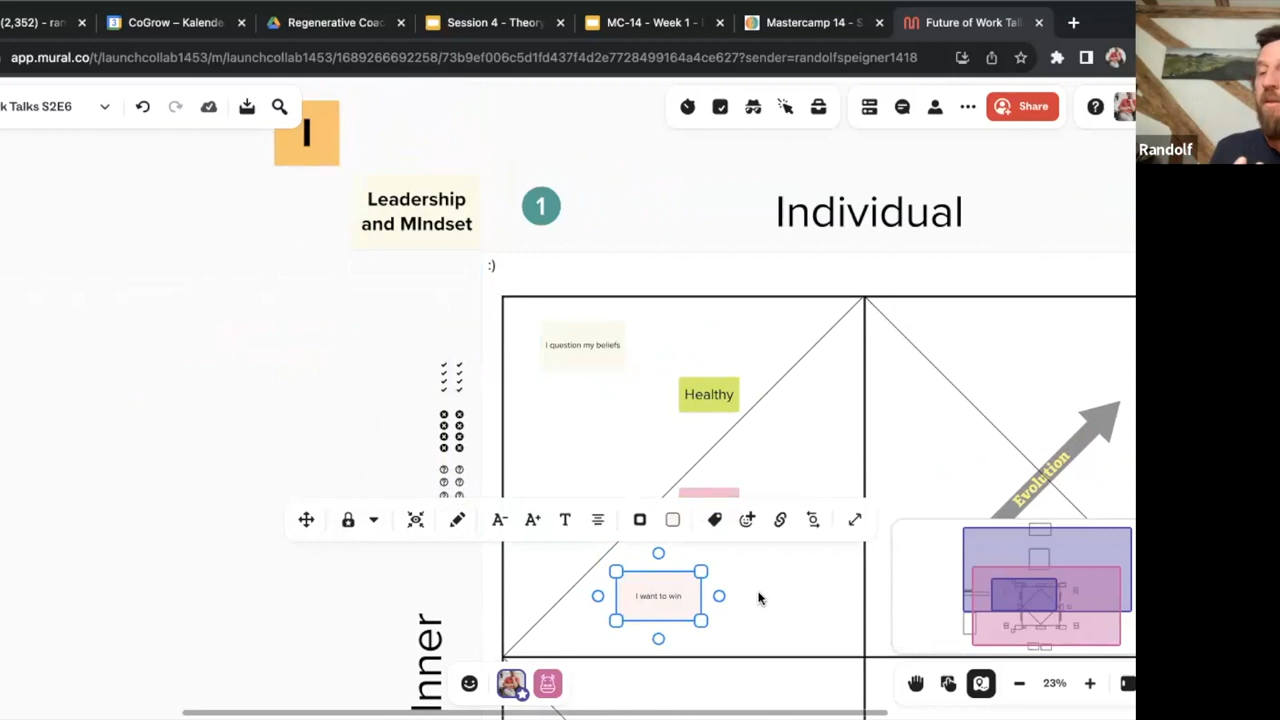 (2,352) - ran
CoGrow – Kalende
Regenerative Coac
Session 4 - Theory
MC-14 - Week 1 -
Mastercamp 14 - S
Future of Work Tal
app.mural.co/t/launchcollab1453/m/launchcollab1453/1689266692258/73b9ef006c5d1fd437f4d2e7728499164a4ce627?sender=randolfspeigner1418
k Talks S2E6
Share
Randolf
I
Leadership
and MIndset
1
Individual
:)
I question my beliefs
Healthy
Evolution
A-
A+
T
I want to win
Inner
23%